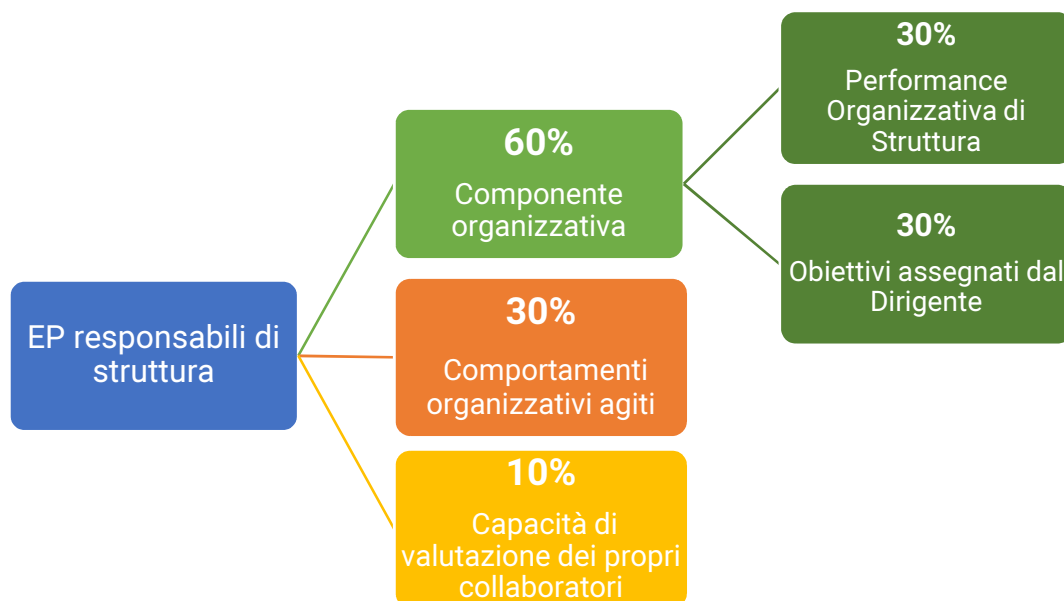 EP responsabili di
struttura
60%
Componente
organizzativa
30%
Performance
Organizzativa di
Struttura
30%
Obiettivi assegnati dal
Dirigente
30%
Comportamenti
organizzativi agiti
10%
Capacità di
valutazione dei propri
collaboratori